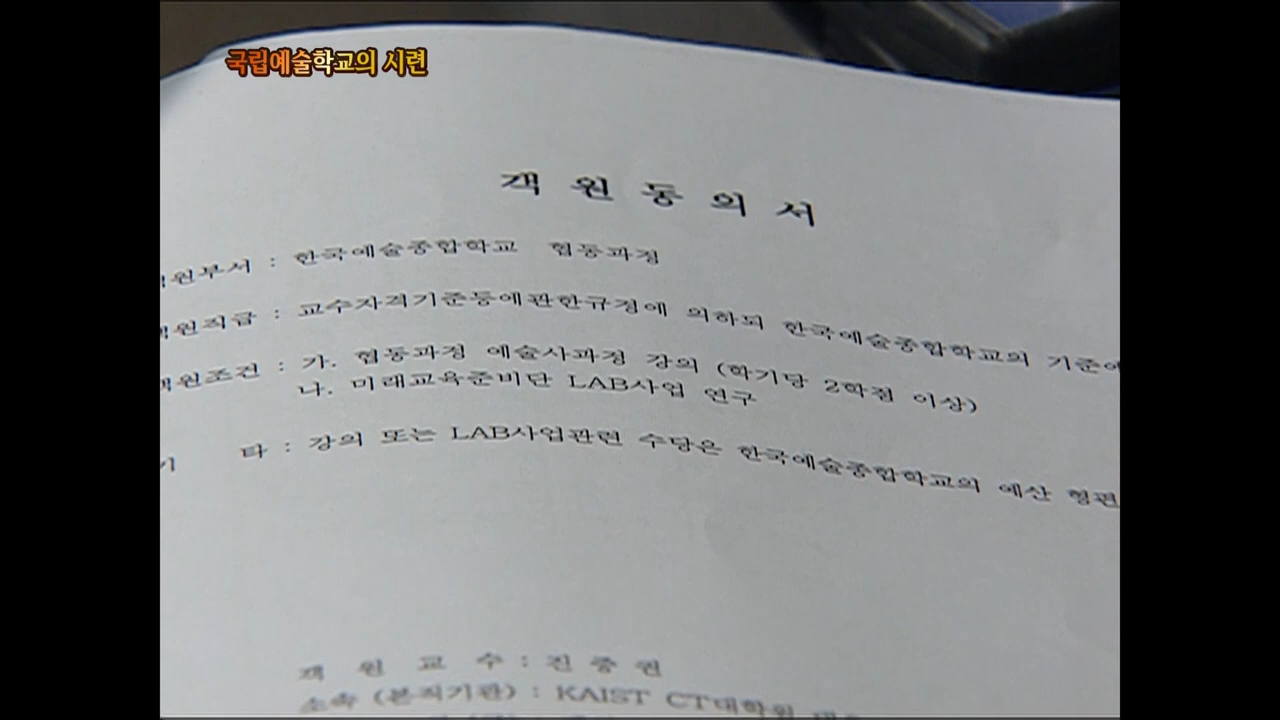 국립예술학교의 시련
객원동의서
객원부서 : 한국예술종합학교 협동과정
객원직급 : 교수자격기준등에관한규정에 의하되 한국예술종합학교의 기준에
객원조건 : 가. 협동과정 예술사과정 강의 (학기당 2학점 이상)
나. 미래교육준비단 LAB사업 연구
기 타 : 강의 또는 LAB사업관련 수당은 한국예술종합학교의 예산 형편
객 원 교 수 : 진 중 권
소속 (본직기관) : KAIST CT대학원